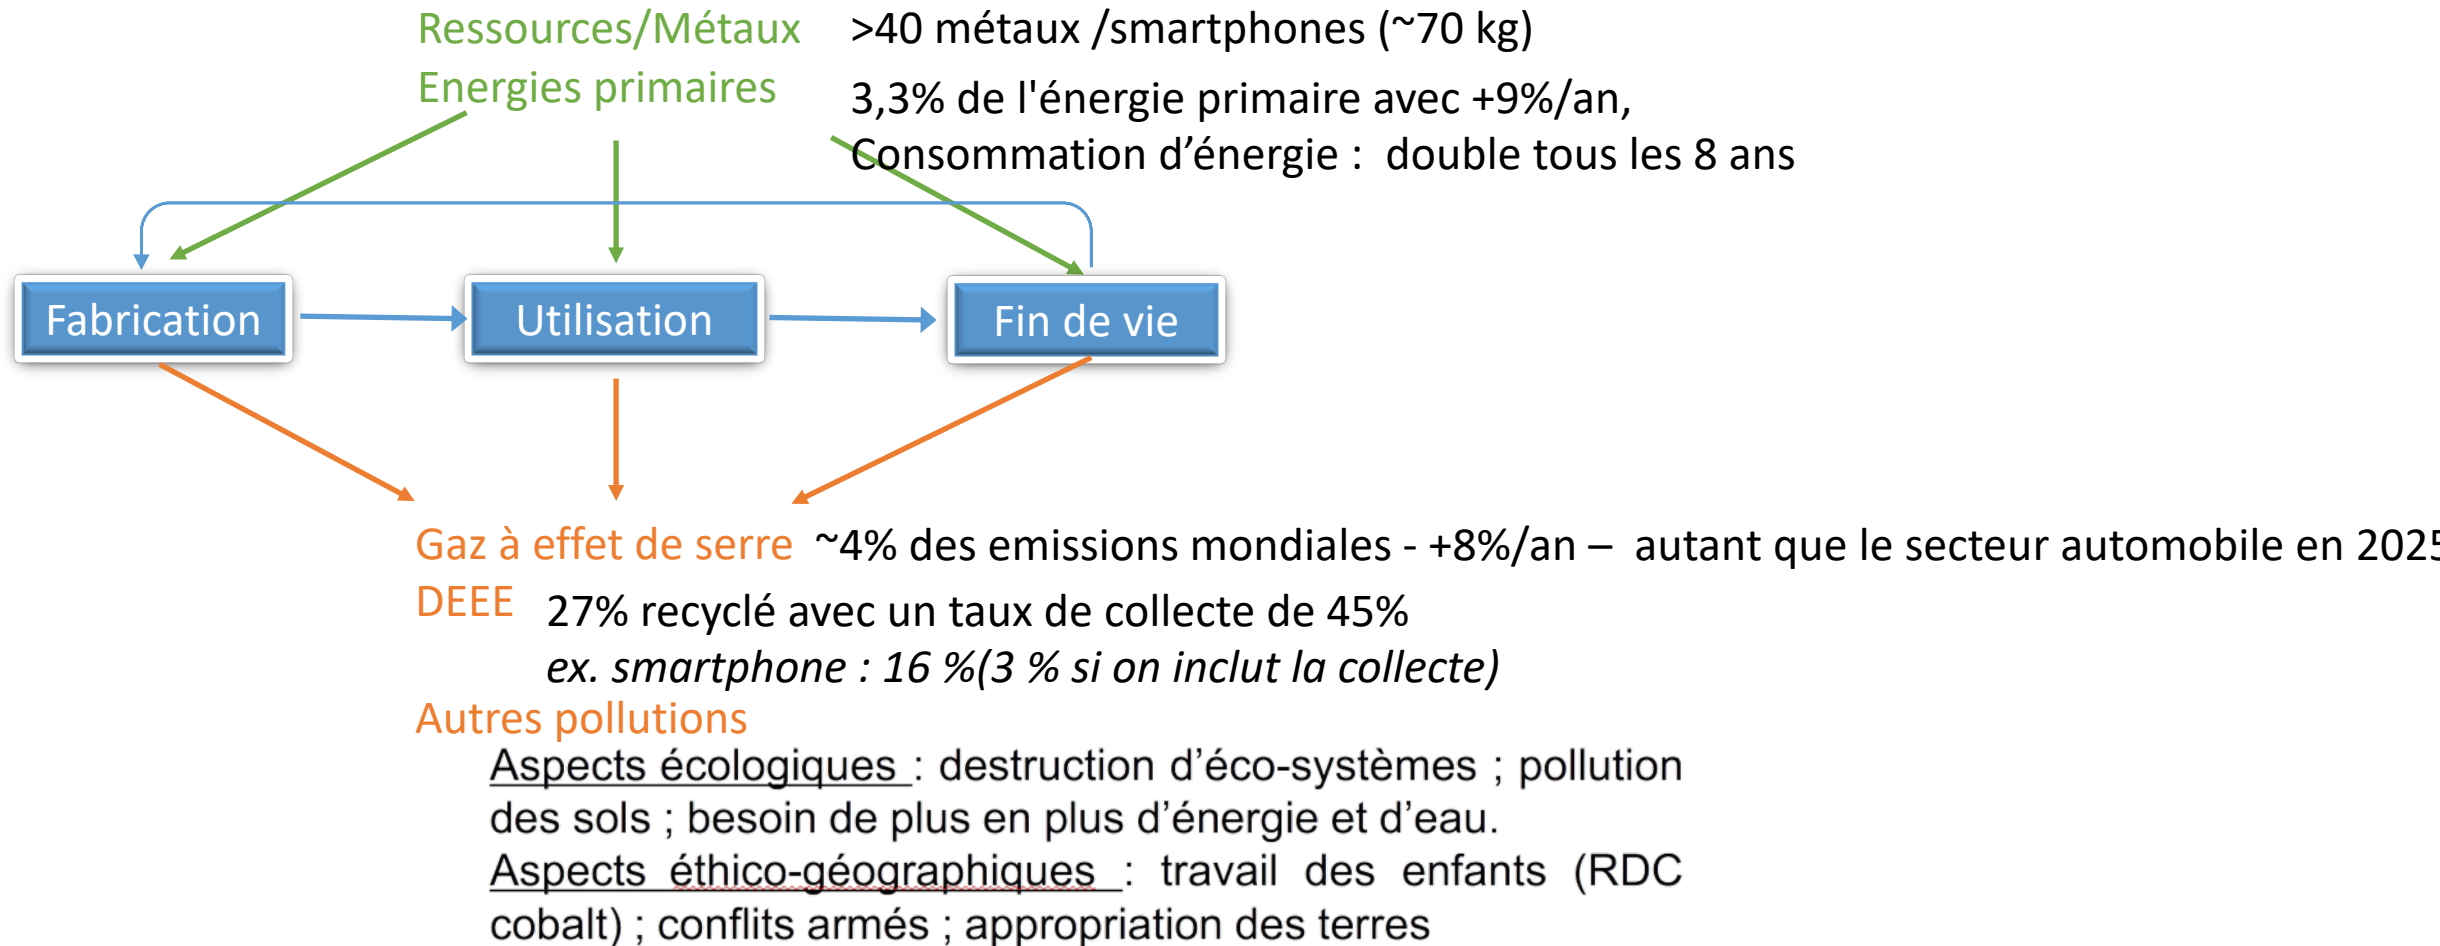 Ressources/Métaux >40 métaux /smartphones (~70 kg)
Energies primaires 3,3% de l'énergie primaire avec +9%/an,
Consommation d’énergie : double tous les 8 ans
Fabrication Utilisation Fin de vie
Gaz à effet de serre ~4% des emissions mondiales - +8%/an – autant que le secteur automobile en 2025
DEEE 27% recyclé avec un taux de collecte de 45%
ex. smartphone : 16 %(3 % si on inclut la collecte)
Autres pollutions
Aspects écologiques : destruction d’éco-systèmes ; pollution
des sols ; besoin de plus en plus d’énergie et d’eau.
Aspects éthico-géographiques : travail des enfants (RDC
cobalt) ; conflits armés ; appropriation des terres